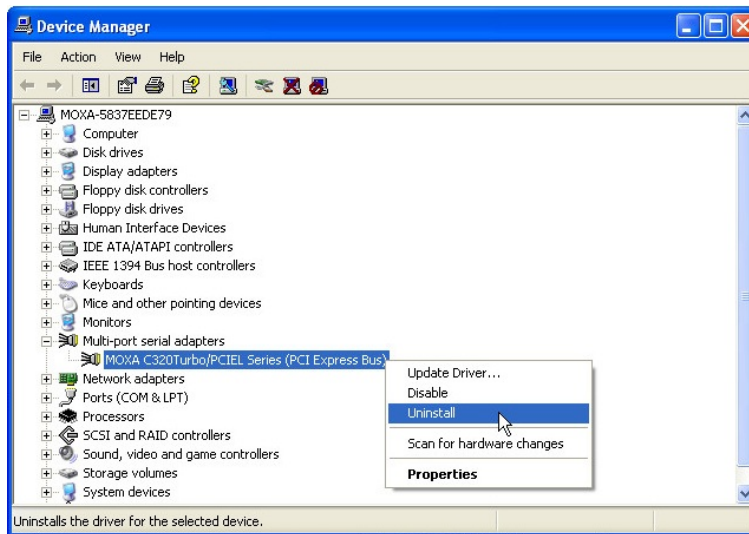 Device Manager
File Action View Help
MOXA-5837EEDE79
Computer
Disk drives
Display adapters
Floppy disk controllers
Floppy disk drives
Human Interface Devices
IDE ATA/ATAPI controllers
IEEE 1394 Bus host controllers
Keyboards
Mice and other pointing devices
Monitors
Multi-port serial adapters
MOXA C320Turbo/PCIEL Series (PCI Express Bus)
Network adapters
Ports (COM & LPT)
Processors
SCSI and RAID controllers
Sound, video and game controllers
Storage volumes
System devices
Update Driver...
Disable
Uninstall
Scan for hardware changes
Properties
Uninstalls the driver for the selected device.